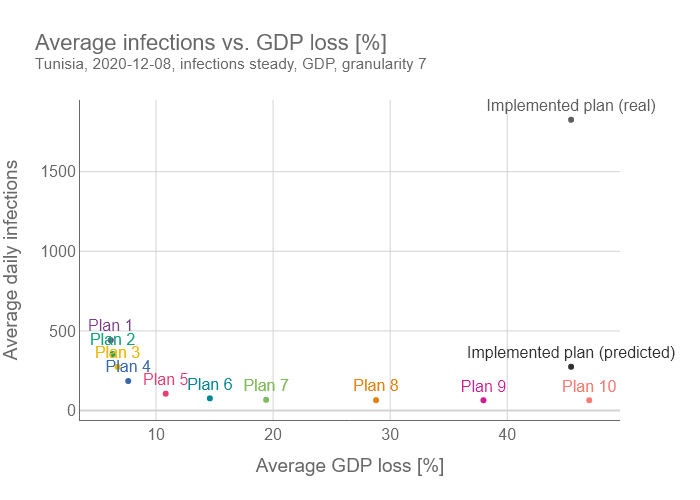 Average infections vs. GDP loss [%]
Tunisia, 2020-12-08, infections steady, GDP, granularity 7
Implemented plan (real)
1500
1000
500
0
Average daily infections
Plan 1
Plan 2
Plan 3
Plan 4
Plan 5
Plan 6
Plan 7
Plan 8
Plan 9
Plan 10
Implemented plan (predicted)
10
20
30
40
Average GDP loss [%]